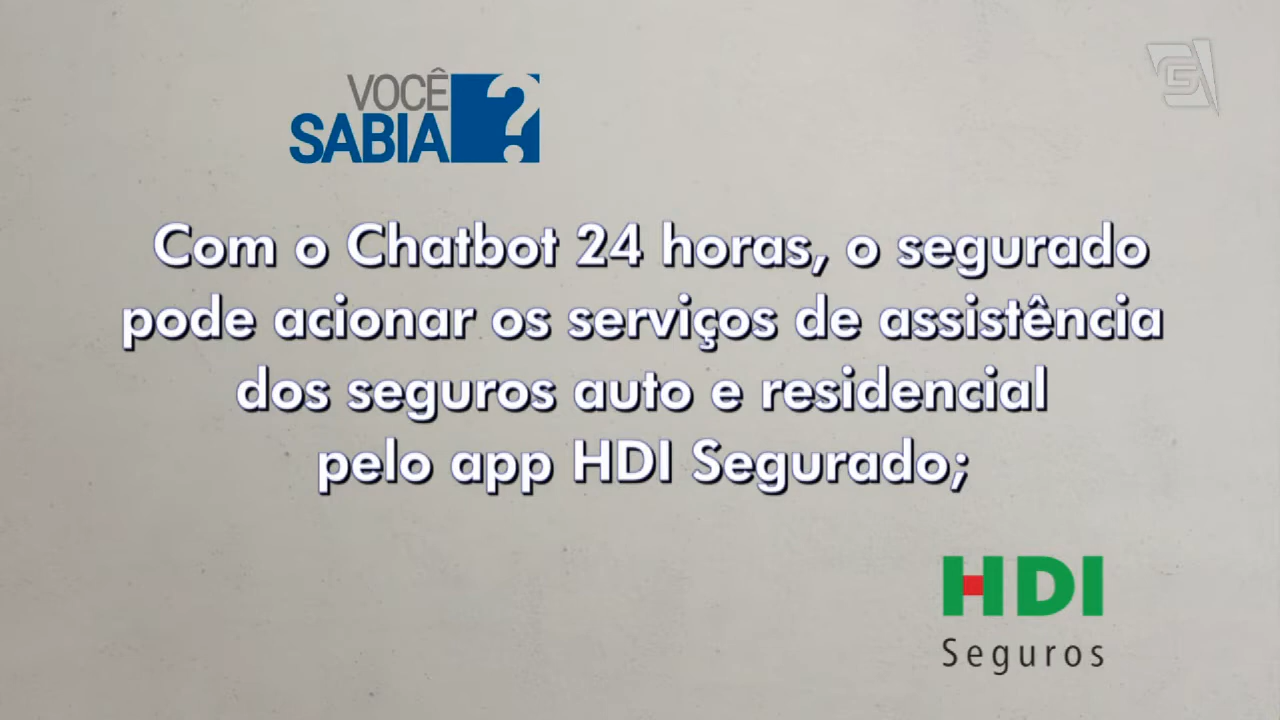 VOCÊ
SABIA?
Com o Chatbot 24 horas, o segurado
pode acionar os serviços de assistência
dos seguros auto e residencial
pelo app HDI Segurado;
HDI
Seguros